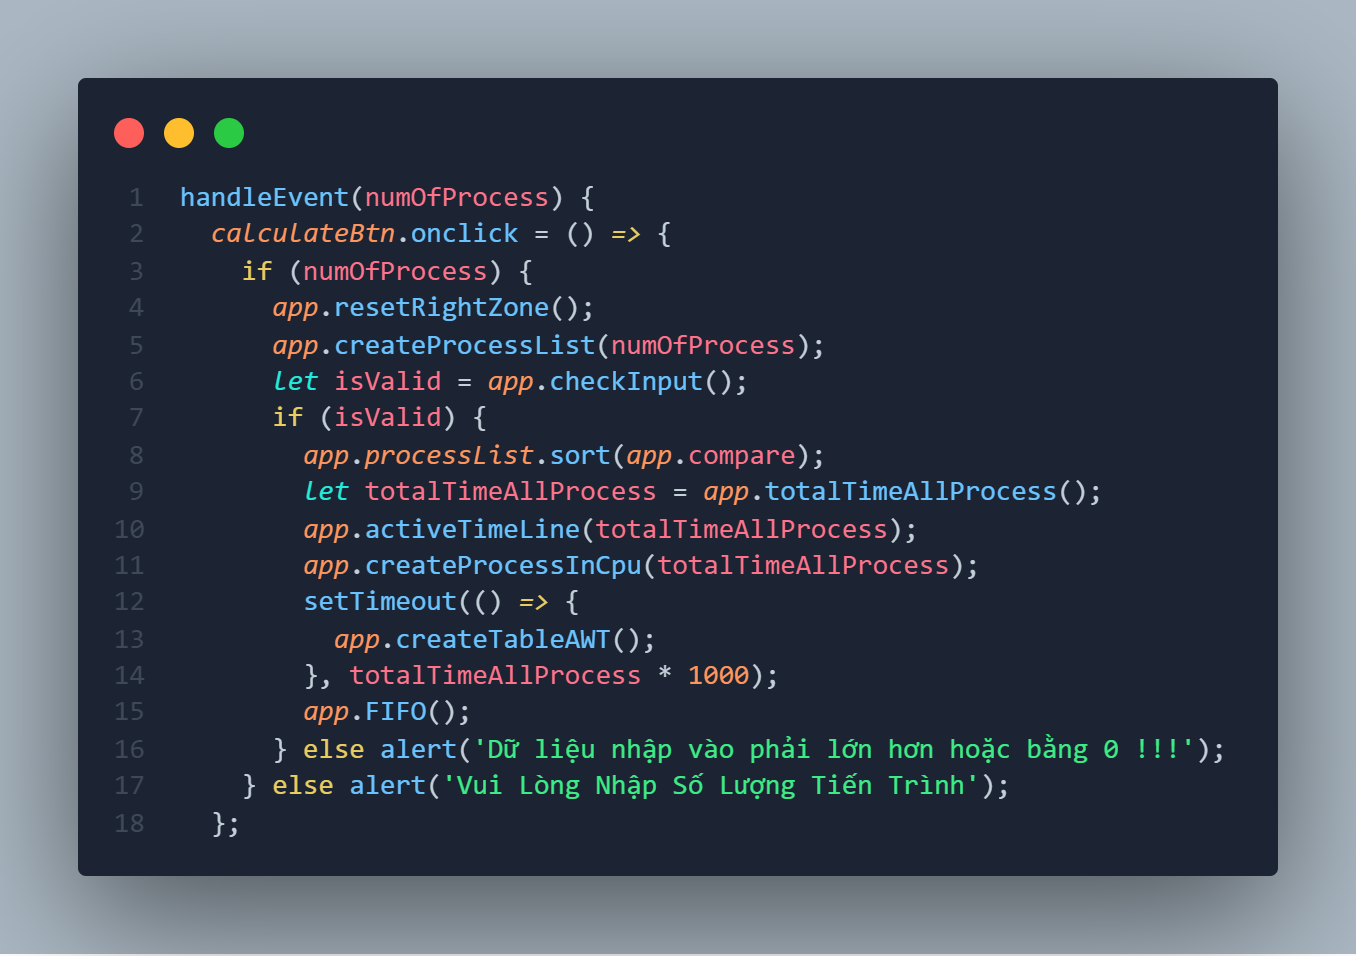 1 handleEvent(numOfProcess) {
2 calculateBtn.onclick = () => {
3 if (numOfProcess) {
4 app.resetRightZone();
5 app.createProcessList(numOfProcess);
6 let isValid = app.checkInput();
7 if (isValid) {
8 app.processList.sort(app.compare);
9 let totalTimeAllProcess = app.totalTimeAllProcess();
10 app.activeTimeLine(totalTimeAllProcess);
11 app.createProcessInCpu(totalTimeAllProcess);
12 setTimeout(() => {
13 app.createTableAWT();
14 }, totalTimeAllProcess * 1000);
15 app.FIFO();
16 } else alert('Dữ liệu nhập vào phải lớn hơn hoặc bằng 0 !!!');
17 } else alert('Vui Lòng Nhập Số Lượng Tiến Trình');
18 };